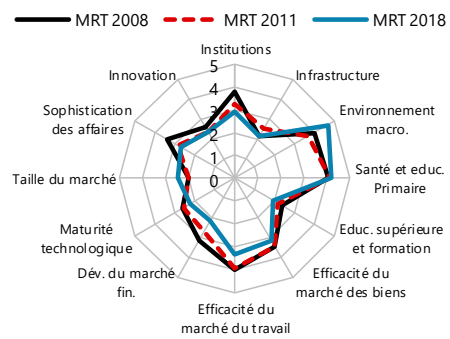 MRT 2008 MRT 2011 MRT 2018
Institutions
Infrastructure
Environnement
macro.
Santé et educ.
Primaire
Educ. supérieure
et formation
Efficacité du
marché des biens
Efficacité du
marché du travail
Dév. du marché
fin.
Maturité
technologique
Taille du marché
Sophistication
des affaires
Innovation
5
4
3
2
1
0